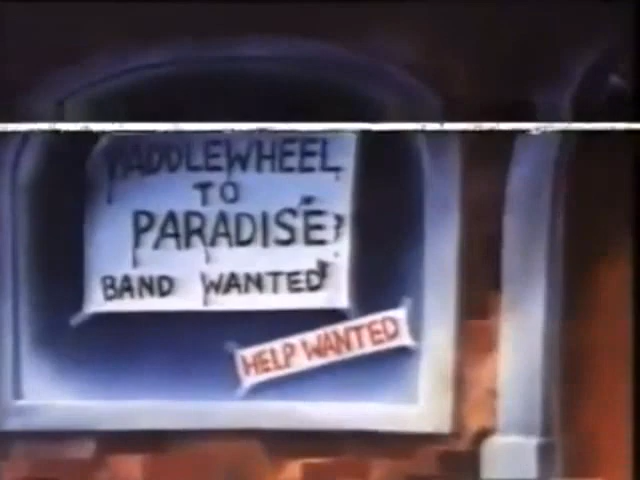 PADDLEWHEEL
TO
PARADISE?
BAND WANTED
HELP WANTED